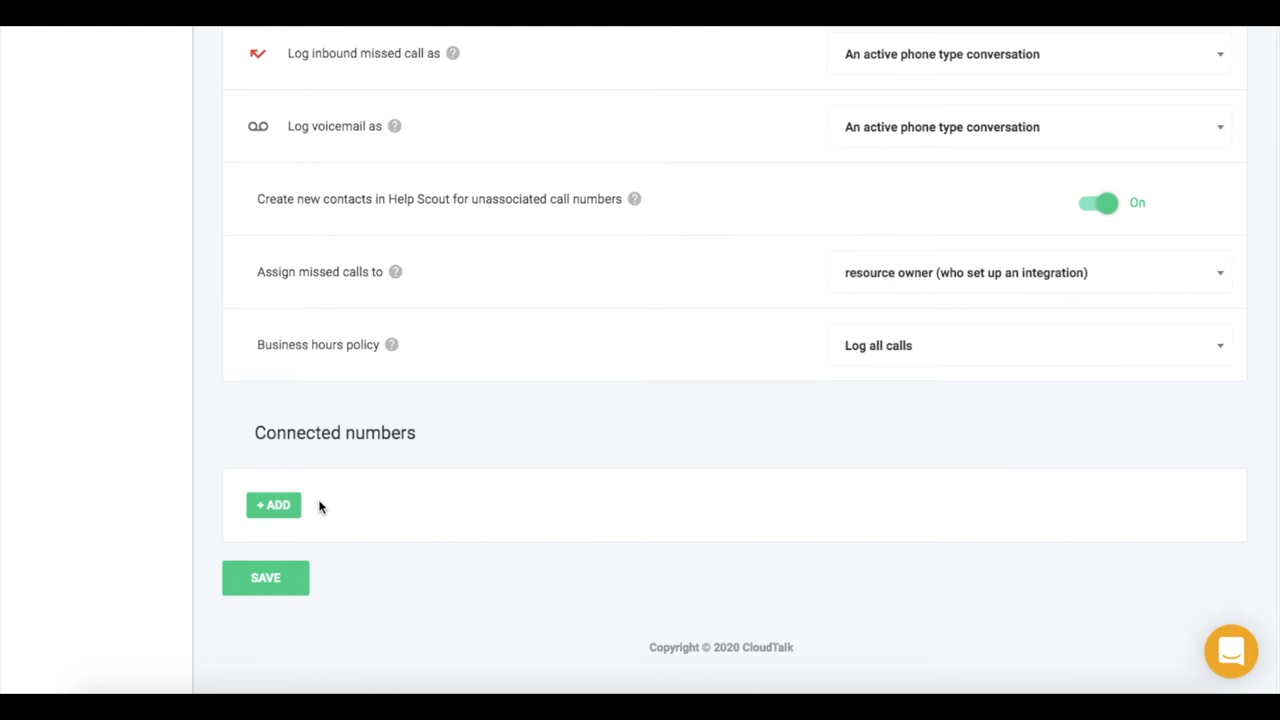 Log inbound missed call as ?
An active phone type conversation
Log voicemail as ?
An active phone type conversation
Create new contacts in Help Scout for unassociated call numbers ?
On
Assign missed calls to ?
resource owner (who set up an integration)
Business hours policy ?
Log all calls
Connected numbers
+ ADD
SAVE
Copyright © 2020 CloudTalk